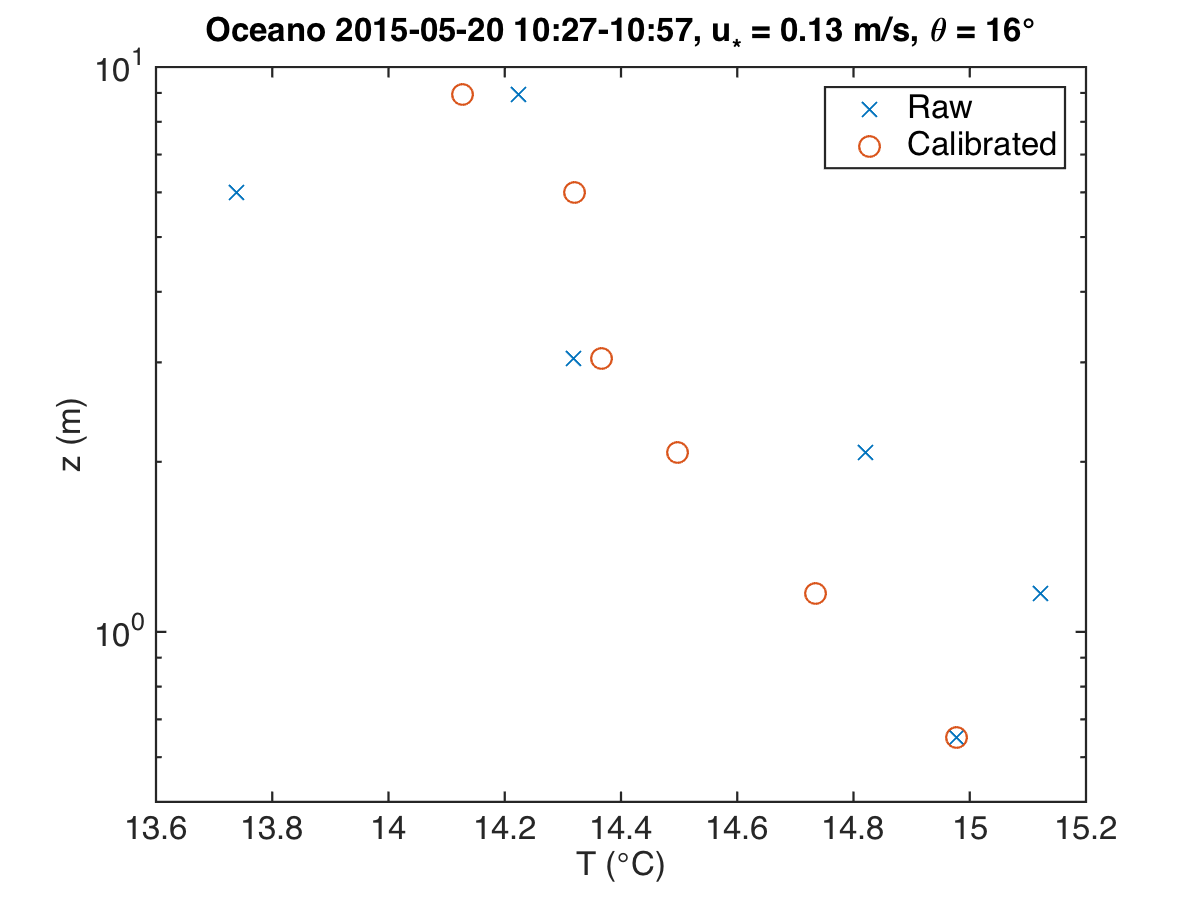 Oceano 2015-05-20 10:27-10:57, u* = 0.13 m/s, θ = 16°
10¹
Raw
Calibrated
z (m)
10⁰
13.6 13.8 14 14.2 14.4 14.6 14.8 15 15.2
T (°C)